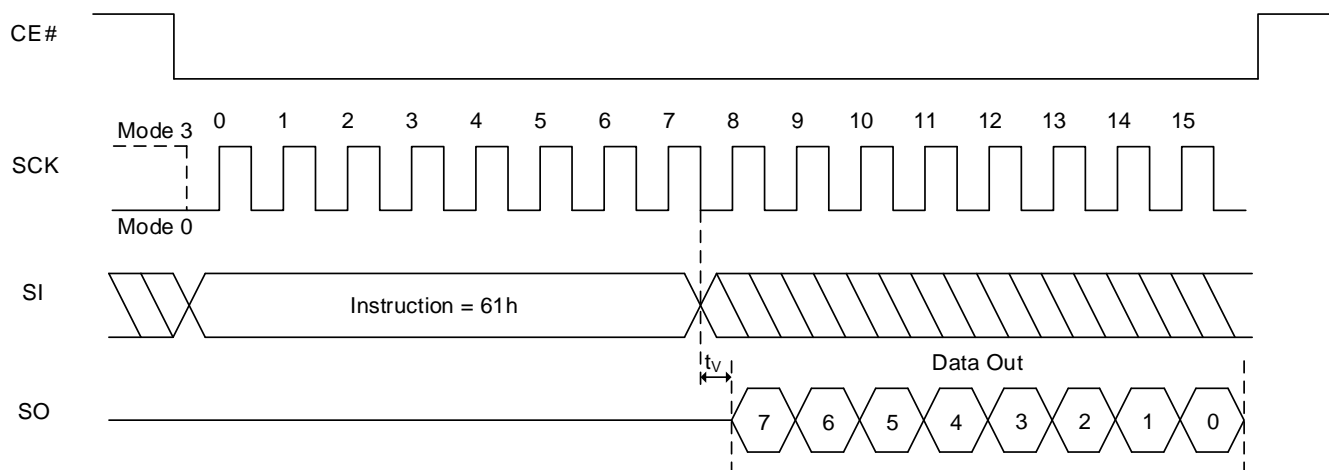 CE#
0 1 2 3 4 5 6 7 8 9 10 11 12 13 14 15
Mode 3
SCK
Mode 0
SI
Instruction = 61h
tV
Data Out
SO
7 6 5 4 3 2 1 0